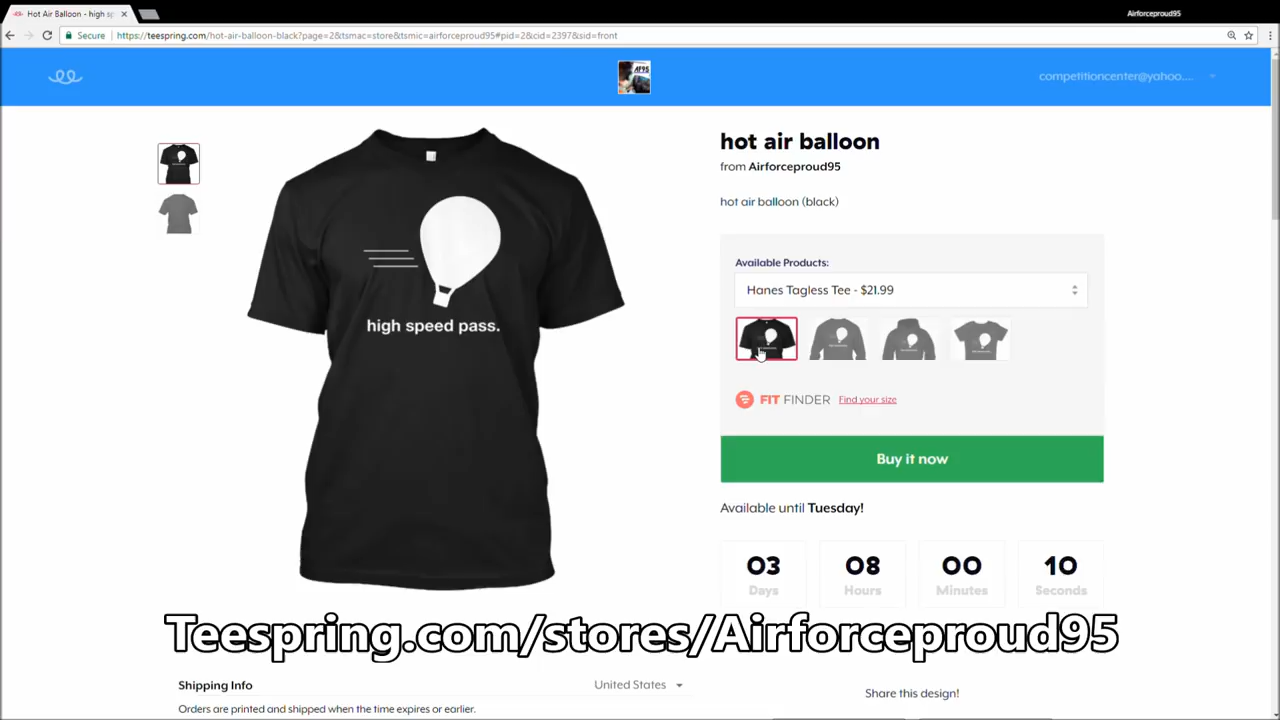 Hot Air Balloon - high sp
Airforceproud95
Secure
https://teespring.com/hot-air-balloon-black?page=2&tsmac=store&tsmic=airforceproud95#pid=2&cid=2397&sid=front
AF95
competitioncenter@yahoo....
hot air balloon
from Airforceproud95
hot air balloon (black)
high speed pass.
Available Products:
Hanes Tagless Tee - $21.99
FIT FINDER Find your size
Buy it now
Available until Tuesday!
03 08 00 10
Days Hours Minutes Seconds
Teespring.com/stores/Airforceproud95
Shipping Info
United States
Share this design!
Orders are printed and shipped when the time expires or earlier.